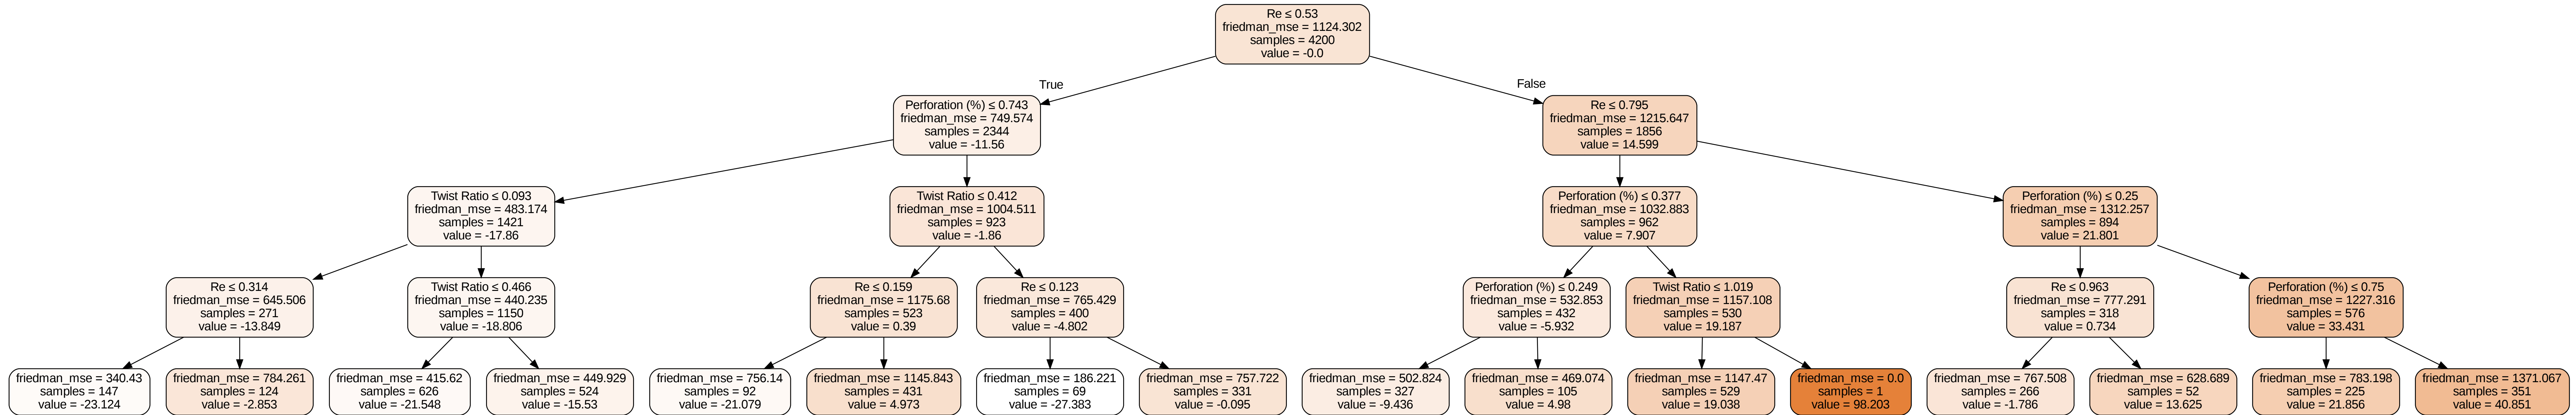 Re ≤ 0.53
friedman_mse = 1124.302
samples = 4200
value = -0.0
True
False
Perforation (%) ≤ 0.743
friedman_mse = 749.574
samples = 2344
value = -11.56
Re ≤ 0.795
friedman_mse = 1215.647
samples = 1856
value = 14.599
Twist Ratio ≤ 0.093
friedman_mse = 483.174
samples = 1421
value = -17.86
Twist Ratio ≤ 0.412
friedman_mse = 1004.511
samples = 923
value = -1.86
Perforation (%) ≤ 0.377
friedman_mse = 1032.883
samples = 962
value = 7.907
Perforation (%) ≤ 0.25
friedman_mse = 1312.257
samples = 894
value = 21.801
Re ≤ 0.314
friedman_mse = 645.506
samples = 271
value = -13.849
Twist Ratio ≤ 0.466
friedman_mse = 440.235
samples = 1150
value = -18.806
Re ≤ 0.159
friedman_mse = 1175.68
samples = 523
value = 0.39
Re ≤ 0.123
friedman_mse = 765.429
samples = 400
value = -4.802
Perforation (%) ≤ 0.249
friedman_mse = 532.853
samples = 432
value = -5.932
Twist Ratio ≤ 1.019
friedman_mse = 1157.108
samples = 530
value = 19.187
Re ≤ 0.963
friedman_mse = 777.291
samples = 318
value = 0.734
Perforation (%) ≤ 0.75
friedman_mse = 1227.316
samples = 576
value = 33.431
friedman_mse = 340.43
samples = 147
value = -23.124
friedman_mse = 784.261
samples = 124
value = -2.853
friedman_mse = 415.62
samples = 626
value = -21.548
friedman_mse = 449.929
samples = 524
value = -15.53
friedman_mse = 756.14
samples = 92
value = -21.079
friedman_mse = 1145.843
samples = 431
value = 4.973
friedman_mse = 186.221
samples = 69
value = -27.383
friedman_mse = 757.722
samples = 331
value = -0.095
friedman_mse = 502.824
samples = 327
value = -9.436
friedman_mse = 469.074
samples = 105
value = 4.98
friedman_mse = 1147.47
samples = 529
value = 19.038
friedman_mse = 0.0
samples = 1
value = 98.203
friedman_mse = 767.508
samples = 266
value = -1.786
friedman_mse = 628.689
samples = 52
value = 13.625
friedman_mse = 783.198
samples = 225
value = 21.856
friedman_mse = 1371.067
samples = 351
value = 40.851